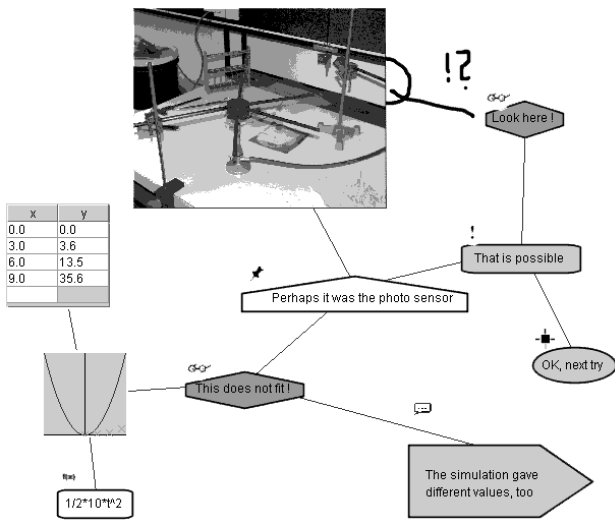 !?
Look here !
x y
0.0 0.0
3.0 3.6
6.0 13.5
9.0 35.6
!
That is possible
Perhaps it was the photo sensor
OK, next try
This does not fit !
The simulation gave
different values, too
1/2*10*t^2